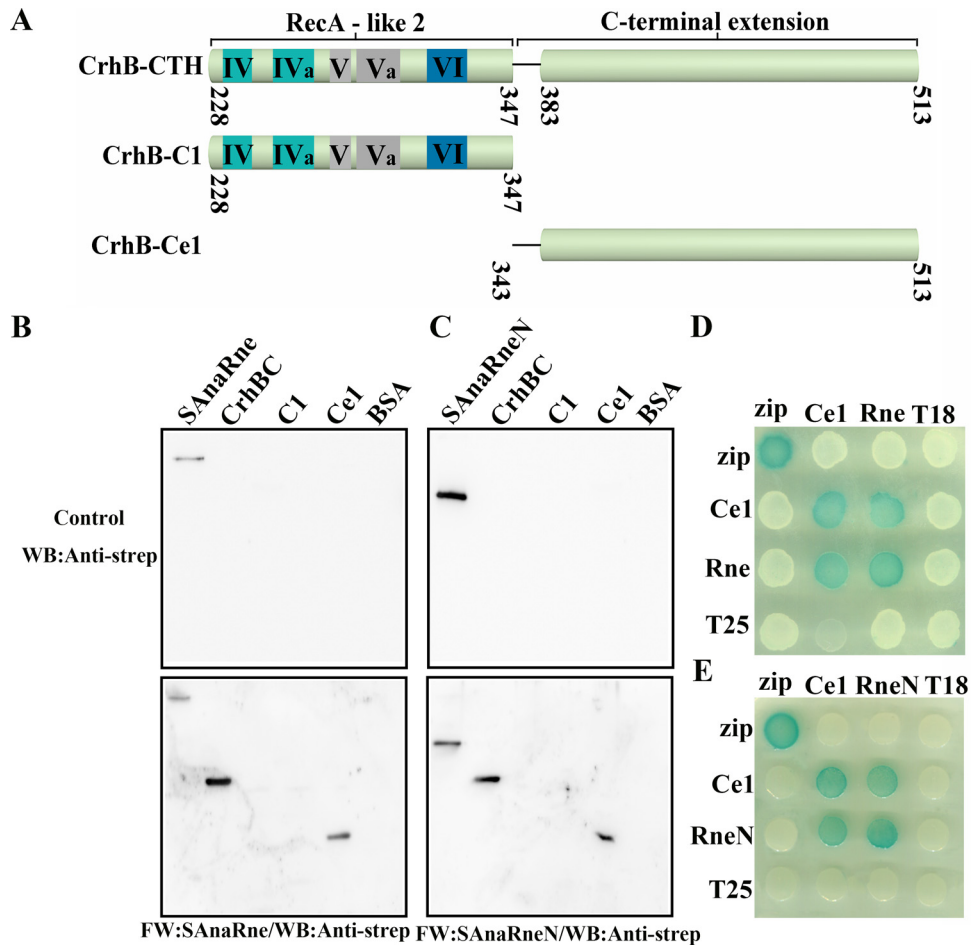 A
RecA - like 2
C-terminal extension
CrhB-CTH
IV
IVa
V
Va
VI
228
347
383
513
CrhB-C1
IV
IVa
V
Va
VI
228
347
CrhB-Ce1
343
513
B
SAnaRne
CrhBC
C1
Ce1
BSA
C
SAnaRneN
CrhBC
C1
Ce1
BSA
Control
WB:Anti-strep
FW:SAnaRne/WB:Anti-strep
FW:SAnaRneN/WB:Anti-strep
D
zip Ce1 Rne T18
zip
Ce1
Rne
T25
E
zip Ce1 RneN T18
zip
Ce1
RneN
T25